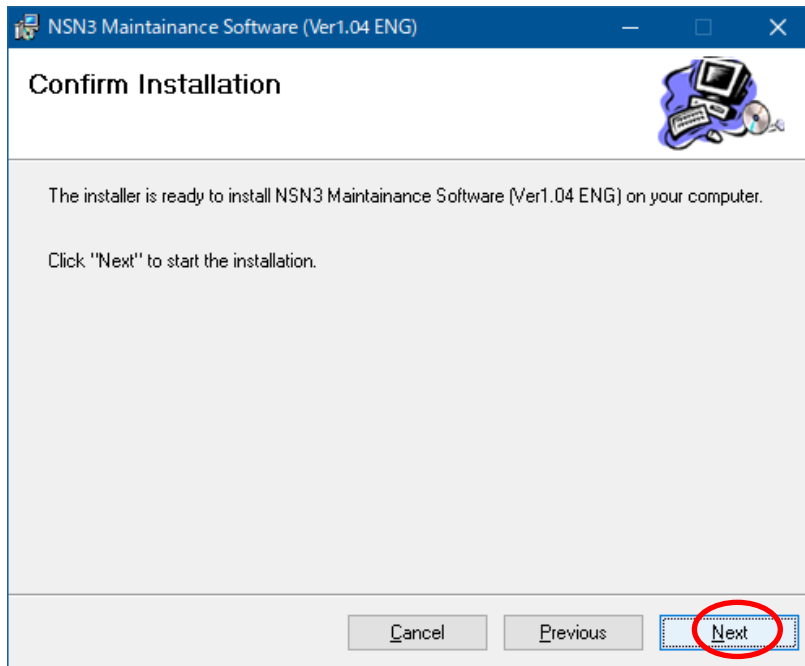 NSN3 Maintainance Software (Ver1.04 ENG)
Confirm Installation
The installer is ready to install NSN3 Maintainance Software (Ver1.04 ENG) on your computer.
Click "Next" to start the installation.
Cancel Previous Next